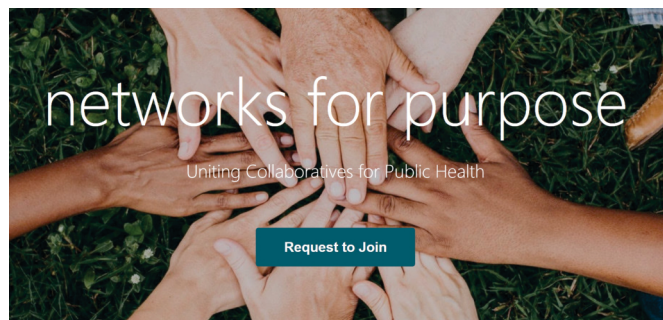 networks for purpose
Uniting Collaboratives for Public Health
Request to Join